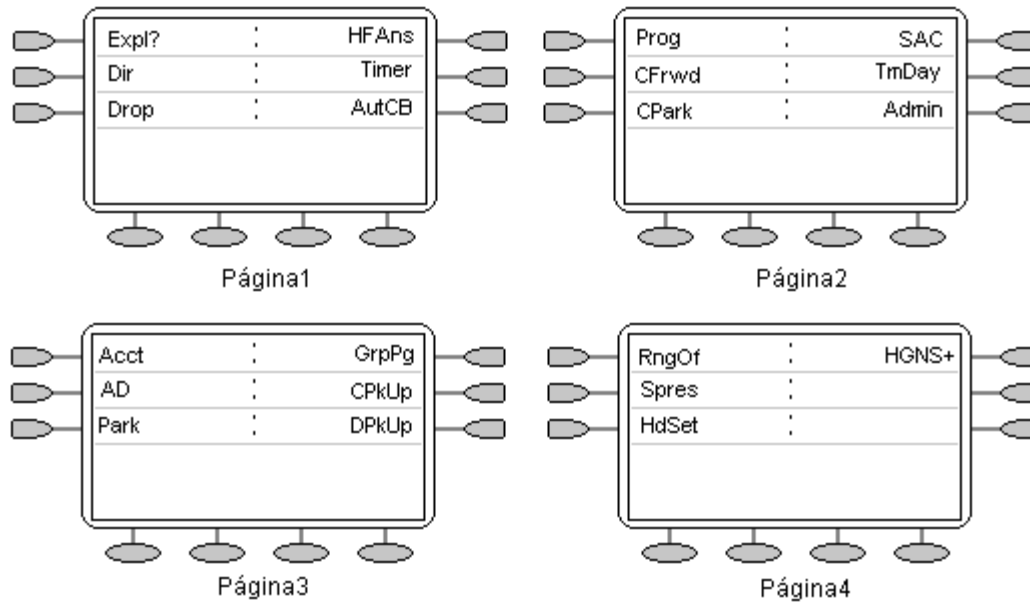 Expl? : HFAns
Dir : Timer
Drop : AutCB
Página1
Prog : SAC
CFrwd : TmDay
CPark : Admin
Página2
Acct : GrpPg
AD : CPkUp
Park : DPkUp
Página3
RngOf : HGNS+
Spres :
HdSet :
Página4